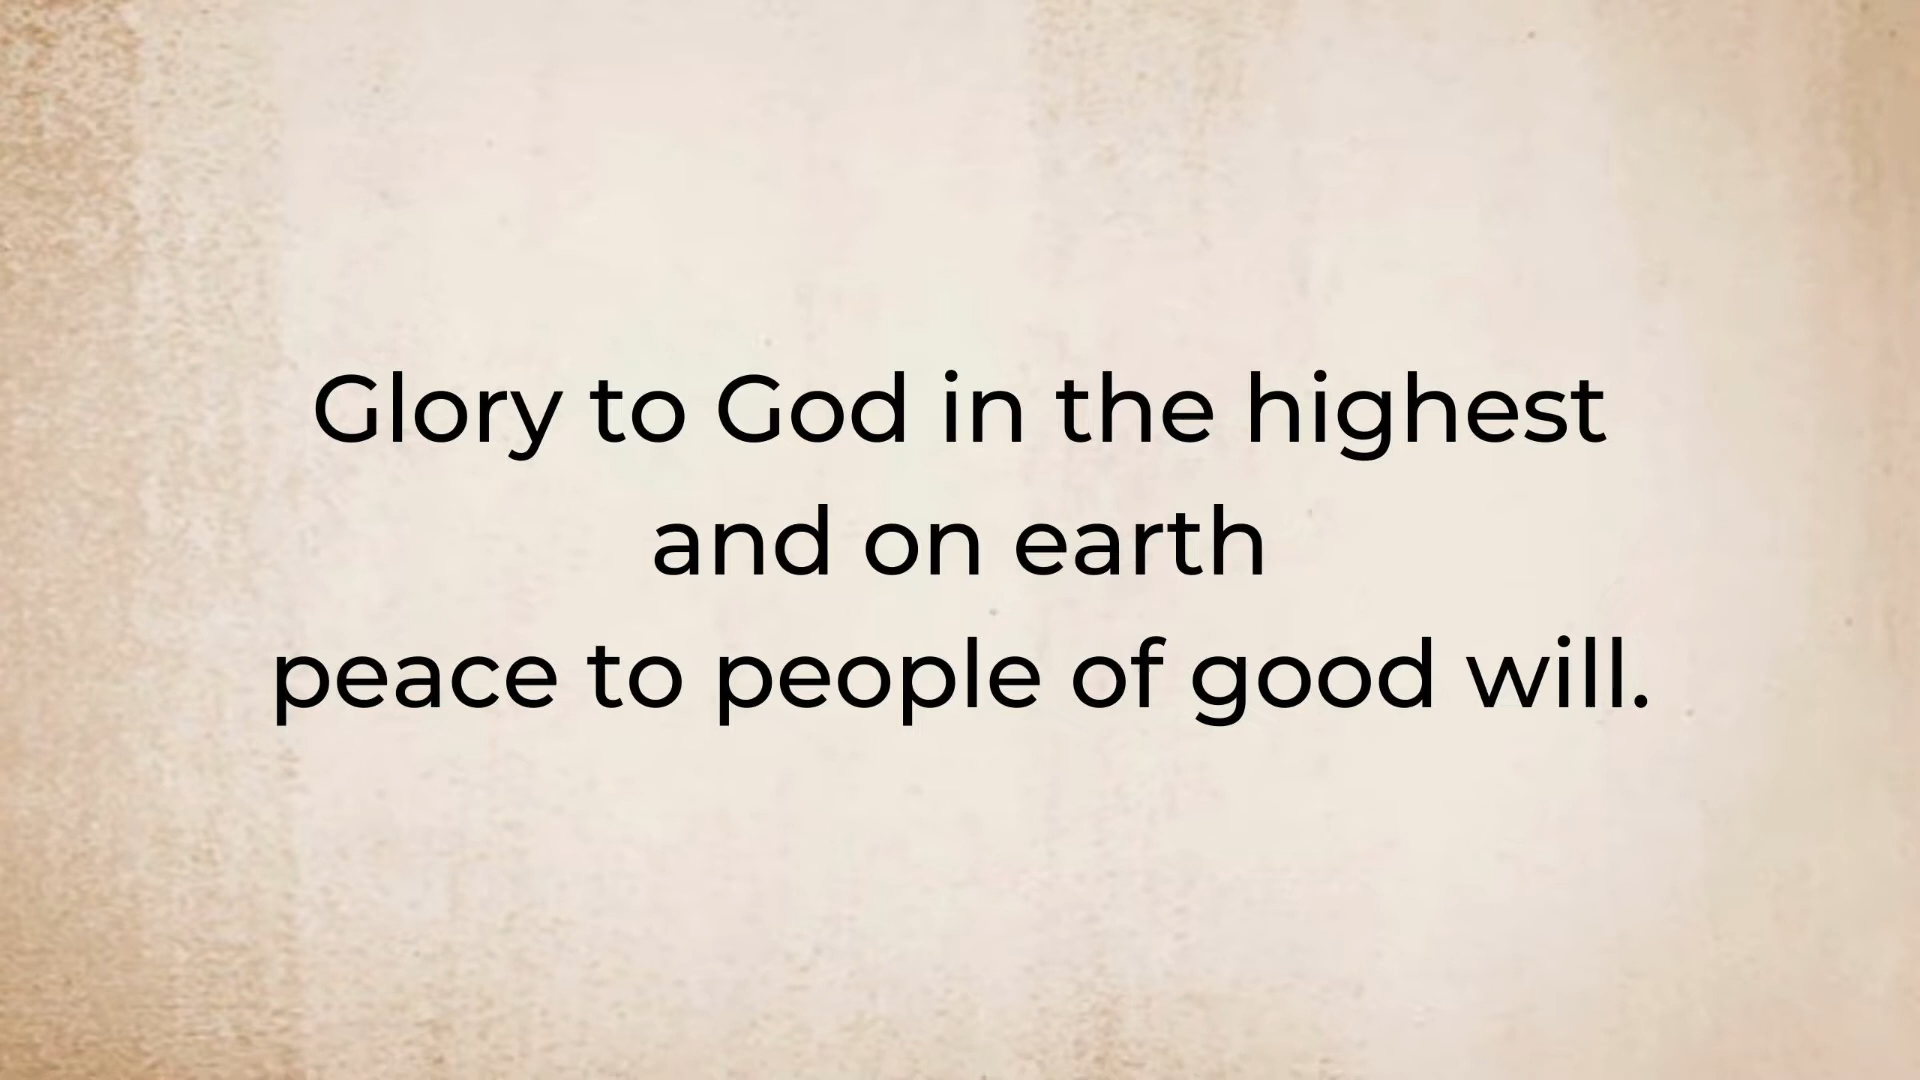 Glory to God in the highest
and on earth
peace to people of good will.